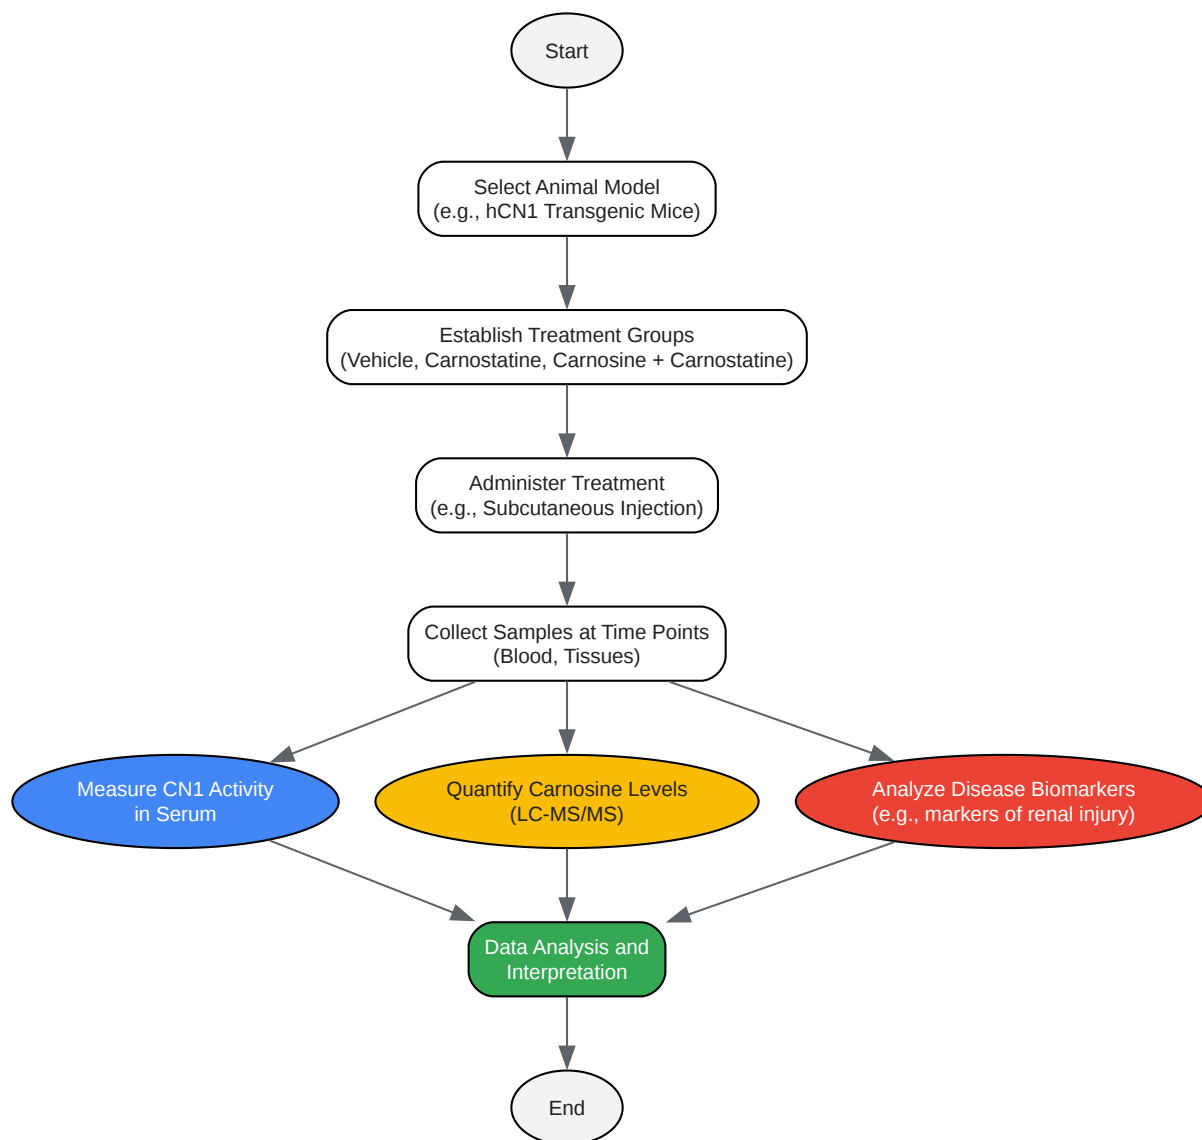 Start
Select Animal Model
(e.g., hCN1 Transgenic Mice)
Establish Treatment Groups
(Vehicle, Carnostatine, Carnosine + Carnostatine)
Administer Treatment
(e.g., Subcutaneous Injection)
Collect Samples at Time Points
(Blood, Tissues)
Measure CN1 Activity
in Serum
Quantify Carnosine Levels
(LC-MS/MS)
Analyze Disease Biomarkers
(e.g., markers of renal injury)
Data Analysis and
Interpretation
End